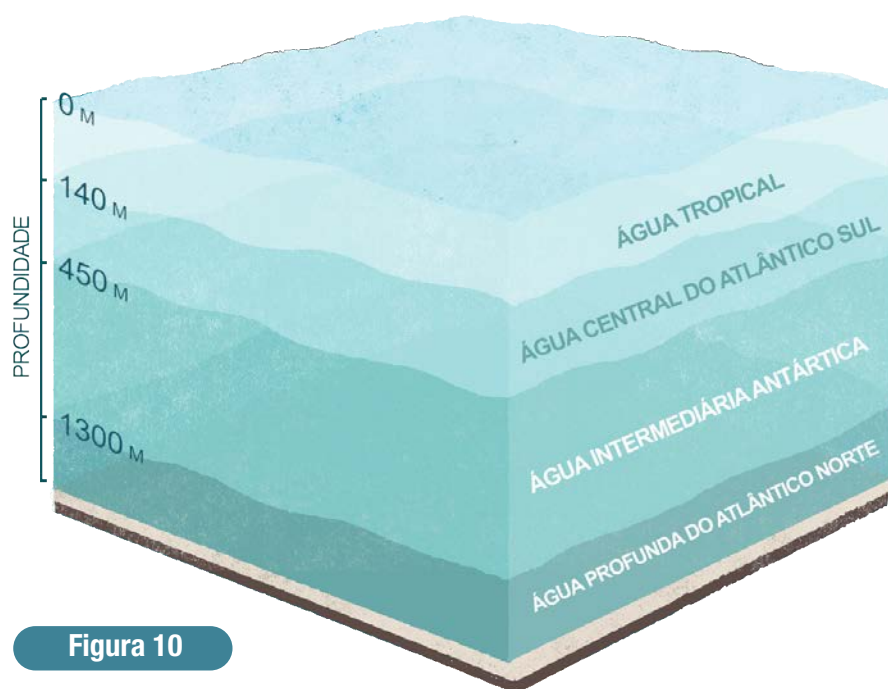 PROFUNDIDADE
0 M
140 M
450 M
1300 M
ÁGUA TROPICAL
ÁGUA CENTRAL DO ATLÂNTICO SUL
ÁGUA INTERMEDIÁRIA ANTÁRTICA
ÁGUA PROFUNDA DO ATLÂNTICO NORTE
Figura 10